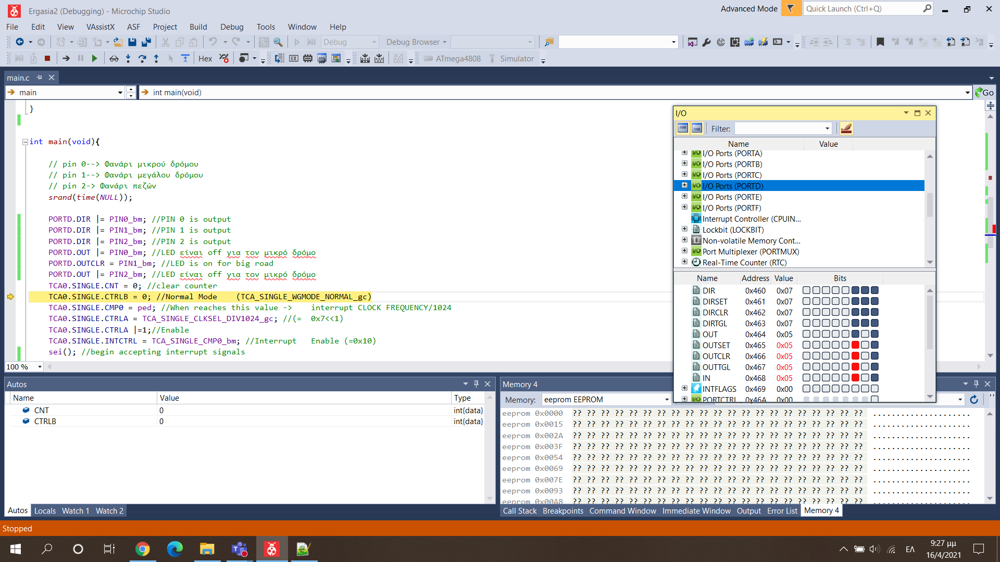 Ergasia2 (Debugging) - Microchip Studio
Advanced Mode
Quick Launch (Ctrl+Q)
File Edit View VAssistX ASF Project Build Debug Tools Window Help
Debug Debug Browser
Hex ATmega4808 Simulator
main.c
main int main(void) Go
}
int main(void){
// pin 0--> Φανάρι μικρού δρόμου
// pin 1--> Φανάρι μεγάλου δρόμου
// pin 2-> Φανάρι πεζών
srand(time(NULL));
PORTD.DIR |= PIN0_bm; //PIN 0 is output
PORTD.DIR |= PIN1_bm; //PIN 1 is output
PORTD.DIR |= PIN2_bm; //PIN 2 is output
PORTD.OUT |= PIN0_bm; //LED είναι off για τον μικρό δρόμο
PORTD.OUTCLR = PIN1_bm; //LED is on for big road
PORTD.OUT |= PIN2_bm; //LED είναι off για τον μικρό δρόμο
TCA0.SINGLE.CNT = 0; //clear counter
TCA0.SINGLE.CTRLB = 0; //Normal Mode (TCA_SINGLE_WGMODE_NORMAL_gc)
TCA0.SINGLE.CMP0 = ped; //When reaches this value -> interrupt CLOCK FREQUENCY/1024
TCA0.SINGLE.CTRLA = TCA_SINGLE_CLKSEL_DIV1024_gc; //(= 0x7<<1)
TCA0.SINGLE.CTRLA |=1;//Enable
TCA0.SINGLE.INTCTRL = TCA_SINGLE_CMP0_bm; //Interrupt Enable (=0x10)
sei(); //begin accepting interrupt signals
100 %
I/O
Filter:
Name Value
I/O Ports (PORTA)
I/O Ports (PORTB)
I/O Ports (PORTC)
I/O Ports (PORTD)
I/O Ports (PORTE)
I/O Ports (PORTF)
Interrupt Controller (CPUIN...
Lockbit (LOCKBIT)
Non-volatile Memory Cont...
Port Multiplexer (PORTMUX)
Real-Time Counter (RTC)
Name Address Value Bits
DIR 0x460 0x07
DIRSET 0x461 0x07
DIRCLR 0x462 0x07
DIRTGL 0x463 0x07
OUT 0x464 0x05
OUTSET 0x465 0x05
OUTCLR 0x466 0x05
OUTTGL 0x467 0x05
IN 0x468 0x05
INTFLAGS 0x469 0x00
PORTCTRL 0x46A 0x00
Autos
Name Value Type
CNT 0 int{data}
CTRLB 0 int{data}
Autos Locals Watch 1 Watch 2
Memory 4
Memory: eeprom EEPROM
eeprom 0x0000 ?? ?? ?? ?? ?? ?? ?? ?? ?? ?? ?? ?? ?? ?? ?? ?? ?? ?? ?? ?? ?? .....................
eeprom 0x0015 ?? ?? ?? ?? ?? ?? ?? ?? ?? ?? ?? ?? ?? ?? ?? ?? ?? ?? ?? ?? ?? .....................
eeprom 0x002A ?? ?? ?? ?? ?? ?? ?? ?? ?? ?? ?? ?? ?? ?? ?? ?? ?? ?? ?? ?? ?? .....................
eeprom 0x003F ?? ?? ?? ?? ?? ?? ?? ?? ?? ?? ?? ?? ?? ?? ?? ?? ?? ?? ?? ?? ?? .....................
eeprom 0x0054 ?? ?? ?? ?? ?? ?? ?? ?? ?? ?? ?? ?? ?? ?? ?? ?? ?? ?? ?? ?? ?? .....................
eeprom 0x0069 ?? ?? ?? ?? ?? ?? ?? ?? ?? ?? ?? ?? ?? ?? ?? ?? ?? ?? ?? ?? ?? .....................
eeprom 0x007E ?? ?? ?? ?? ?? ?? ?? ?? ?? ?? ?? ?? ?? ?? ?? ?? ?? ?? ?? ?? ?? .....................
eeprom 0x0093 ?? ?? ?? ?? ?? ?? ?? ?? ?? ?? ?? ?? ?? ?? ?? ?? ?? ?? ?? ?? ?? .....................
eeprom 0x00A8 ?? ?? ?? ?? ?? ?? ?? ?? ?? ?? ?? ?? ?? ?? ?? ?? ?? ?? ?? ?? ?? .....................
Call Stack Breakpoints Command Window Immediate Window Output Error List Memory 4
Stopped
ΕΛ
9:27 μμ
16/4/2021